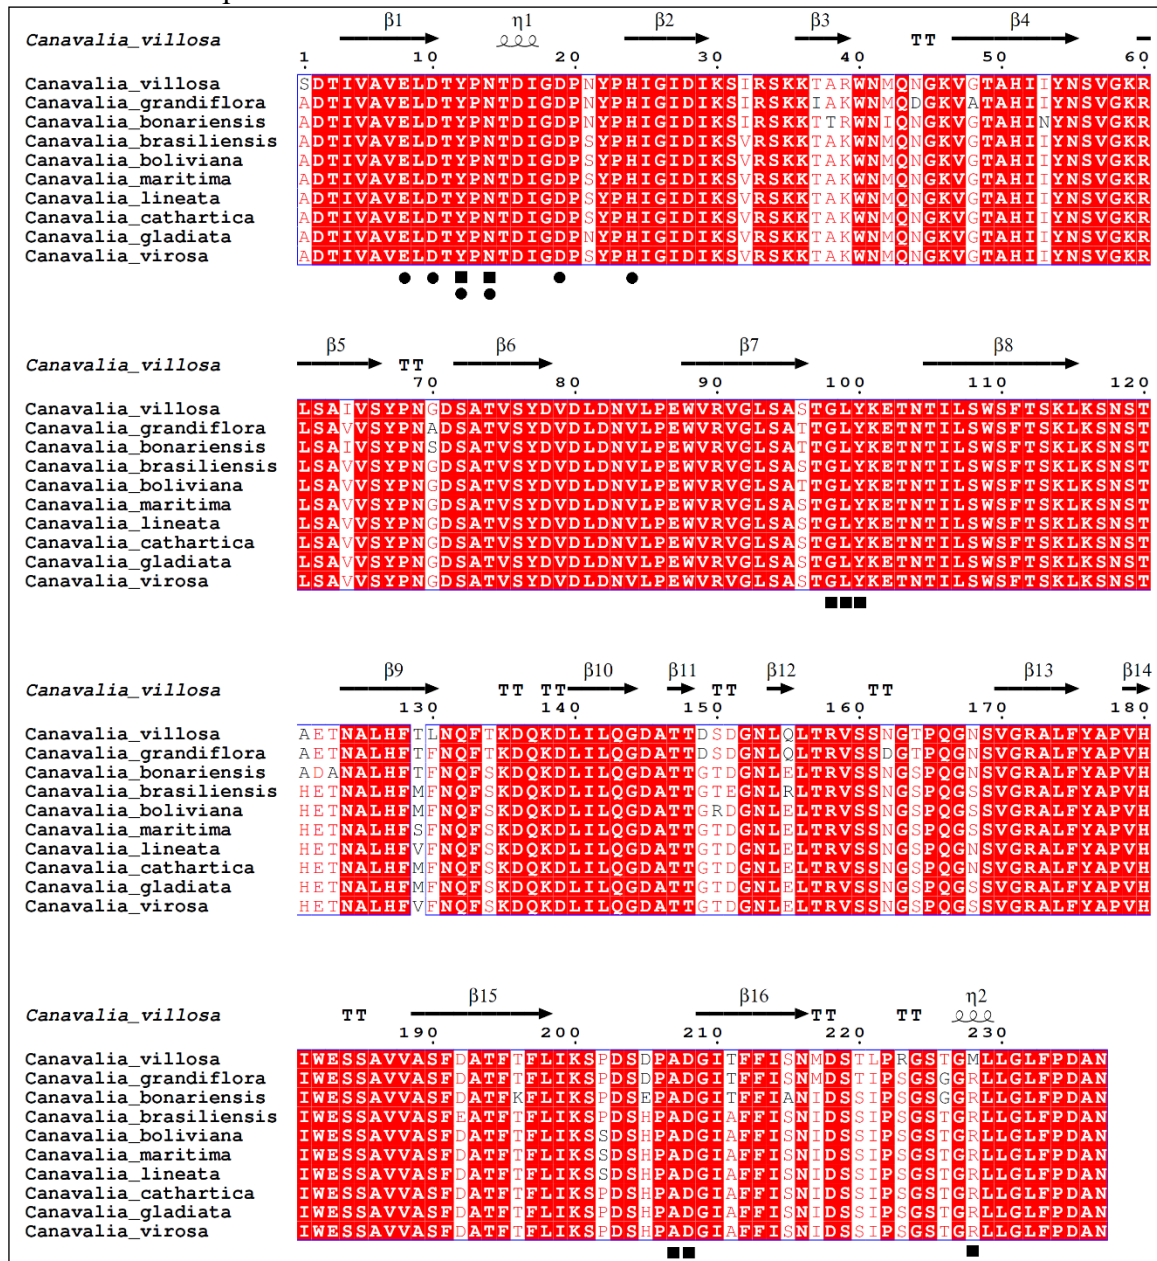 β1 η1 β2 β3 β4
Canavalia_villosa TT
1 10 20 30 40 50 60
Canavalia_villosa SDTIVAVELDTYPNTDIGDPNYPHIGIDIKSIRSKKTARWNMQNGKVGTAHIIYNSVGKR
Canavalia_grandiflora ADTIVAVELDTYPNTDIGDPNYPHIGIDIKSIRSKKIAKWNMQDGKVATAHIIYNSVGKR
Canavalia_bonariensis ADTIVAVELDTYPNTDIGDPNYPHIGIDIKSIRSKKTTRWNIQNGKVGTAHINYNSVGKR
Canavalia_brasiliensis ADTIVAVELDTYPNTDIGDPSYPHIGIDIKSVRSKKTAKWNMQNGKVGTAHIIYNSVGKR
Canavalia_boliviana ADTIVAVELDTYPNTDIGDPSYPHIGIDIKSVRSKKTAKWNMQNGKVGTAHIIYNSVGKR
Canavalia_maritima ADTIVAVELDTYPNTDIGDPSYPHIGIDIKSVRSKKTAKWNMQNGKVGTAHIIYNSVGKR
Canavalia_lineata ADTIVAVELDTYPNTDIGDPSYPHIGIDIKSVRSKKTAKWNMQNGKVGTAHIIYNSVGKR
Canavalia_cathartica ADTIVAVELDTYPNTDIGDPSYPHIGIDIKSVRSKKTAKWNMQNGKVGTAHIIYNSVGKR
Canavalia_gladiata ADTIVAVELDTYPNTDIGDPSYPHIGIDIKSVRSKKTAKWNMQNGKVGTAHIIYNSVGKR
Canavalia_virosa ADTIVAVELDTYPNTDIGDPSYPHIGIDIKSVRSKKTAKWNMQNGKVGTAHIIYNSVGKR
β5 β6 β7 β8
Canavalia_villosa TT
70 80 90 100 110 120
Canavalia_villosa LSAIVSYPNGDSATVSYDVDLDNVLPEWVRVGLSASTGLYKETNTILSWSFTSKLKSNST
Canavalia_grandiflora LSAVVSYPNADSATVSYDVDLDNVLPEWVRVGLSATTGLYKETNTILSWSFTSKLKSNST
Canavalia_bonariensis LSAIVSYPNSDSATVSYDVDLDNVLPEWVRVGLSATTGLYKETNTILSWSFTSKLKSNST
Canavalia_brasiliensis LSAVVSYPNGDSATVSYDVDLDNVLPEWVRVGLSASTGLYKETNTILSWSFTSKLKSNST
Canavalia_boliviana LSAVVSYPNGDSATVSYDVDLDNVLPEWVRVGLSATTGLYKETNTILSWSFTSKLKSNST
Canavalia_maritima LSAVVSYPNGDSATVSYDVDLDNVLPEWVRVGLSASTGLYKETNTILSWSFTSKLKSNST
Canavalia_lineata LSAVVSYPNGDSATVSYDVDLDNVLPEWVRVGLSASTGLYKETNTILSWSFTSKLKSNST
Canavalia_cathartica LSAVVSYPNGDSATVSYDVDLDNVLPEWVRVGLSASTGLYKETNTILSWSFTSKLKSNST
Canavalia_gladiata LSAVVSYPNGDSATVSYDVDLDNVLPEWVRVGLSASTGLYKETNTILSWSFTSKLKSNST
Canavalia_virosa LSAVVSYPNGDSATVSYDVDLDNVLPEWVRVGLSASTGLYKETNTILSWSFTSKLKSNST
β9 β10 β11 β12 β13 β14
Canavalia_villosa TT TT TT TT
130 140 150 160 170 180
Canavalia_villosa AETNALHFTLNQFTKDQKDLILQGDATTDSDGNLQLTRVSSNGTPQGNSVGRALFYAPVH
Canavalia_grandiflora AETNALHFTFNQFTKDQKDLILQGDATTDSDGNLQLTRVSSDGTPQGNSVGRALFYAPVH
Canavalia_bonariensis ADANALHFTFNQFSKDQKDLILQGDATTGTDGNLELTRVSSNGSPQGNSVGRALFYAPVH
Canavalia_brasiliensis HETNALHFMFNQFSKDQKDLILQGDATTGTEGNLRLTRVSSNGSPQGSSVGRALFYAPVH
Canavalia_boliviana HETNALHFMFNQFSKDQKDLILQGDATTGRDGNLELTRVSSNGSPQGSSVGRALFYAPVH
Canavalia_maritima HETNALHFSFNQFSKDQKDLILQGDATTGTDGNLELTRVSSNGSPQGSSVGRALFYAPVH
Canavalia_lineata HETNALHFVFNQFSKDQKDLILQGDATTGTDGNLELTRVSSNGSPQGSSVGRALFYAPVH
Canavalia_cathartica HETNALHFMFNQFSKDQKDLILQGDATTGTDGNLELTRVSSNGSPQGSSVGRALFYAPVH
Canavalia_gladiata HETNALHFMFNQFSKDQKDLILQGDATTGTDGNLELTRVSSNGSPQGSSVGRALFYAPVH
Canavalia_virosa HETNALHFVFNQFSKDQKDLILQGDATTGTDGNLELTRVSSNGSPQGSSVGRALFYAPVH
β15 β16 η2
Canavalia_villosa TT TT TT
190 200 210 220 230
Canavalia_villosa IWESSAVVASFDATFTFLIKSPDSDPADGITFFISNMDSTLPRGSTGMLLGLFPDAN
Canavalia_grandiflora IWESSAVVASFDATFTFLIKSPDSDPADGITFFISNMDSTIPSGSGGRLLGLFPDAN
Canavalia_bonariensis IWESSAVVASFDATFKFLIKSPDSEPADGITFFIANIDSSIPSGSGGRLLGLFPDAN
Canavalia_brasiliensis IWESSAVVASFEATFTFLIKSPDSHPADGIAFFISNIDSSIPSGSTGRLLGLFPDAN
Canavalia_boliviana IWESSAVVASFDATFTFLIKSSDSHPADGIAFFISNIDSSIPSGSTGRLLGLFPDAN
Canavalia_maritima IWESSAVVASFDATFTFLIKSSDSHPADGIAFFISNIDSSIPSGSTGRLLGLFPDAN
Canavalia_lineata IWESSAVVASFDATFTFLIKSSDSHPADGIAFFISNIDSSIPSGSTGRLLGLFPDAN
Canavalia_cathartica IWESSAVVASFDATFTFLIKSPDSHPADGIAFFISNIDSSIPSGSTGRLLGLFPDAN
Canavalia_gladiata IWESSAVVASFDATFTFLIKSPDSHPADGIAFFISNIDSSIPSGSTGRLLGLFPDAN
Canavalia_virosa IWESSAVVASFDATFTFLIKSPDSHPADGIAFFISNIDSSIPSGSTGRLLGLFPDAN